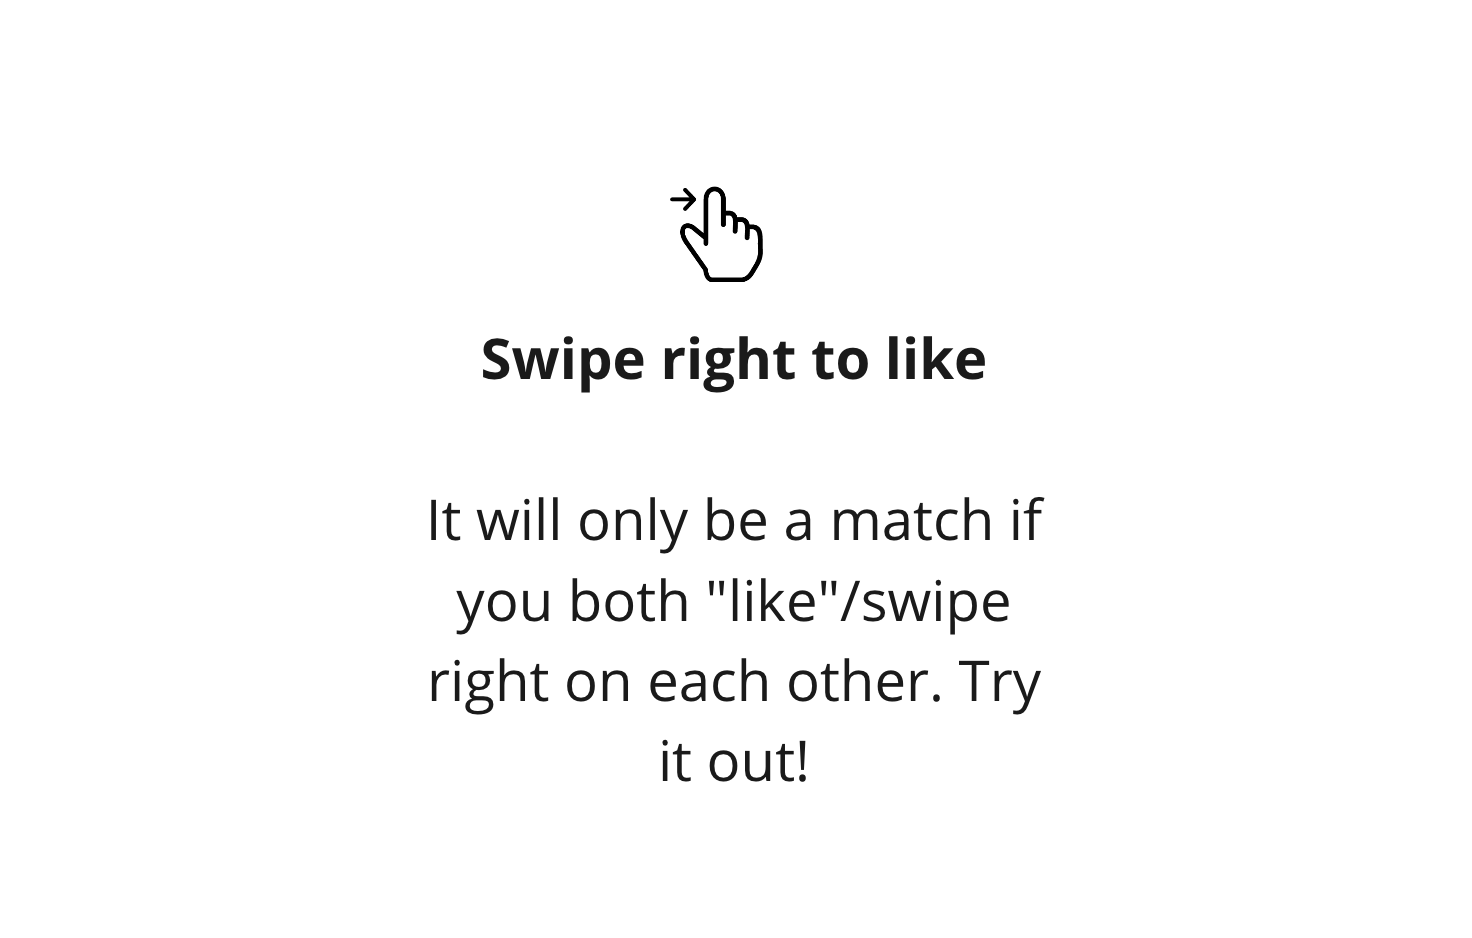 Swipe right to like
It will only be a match if
you both "like"/swipe
right on each other. Try
it out!